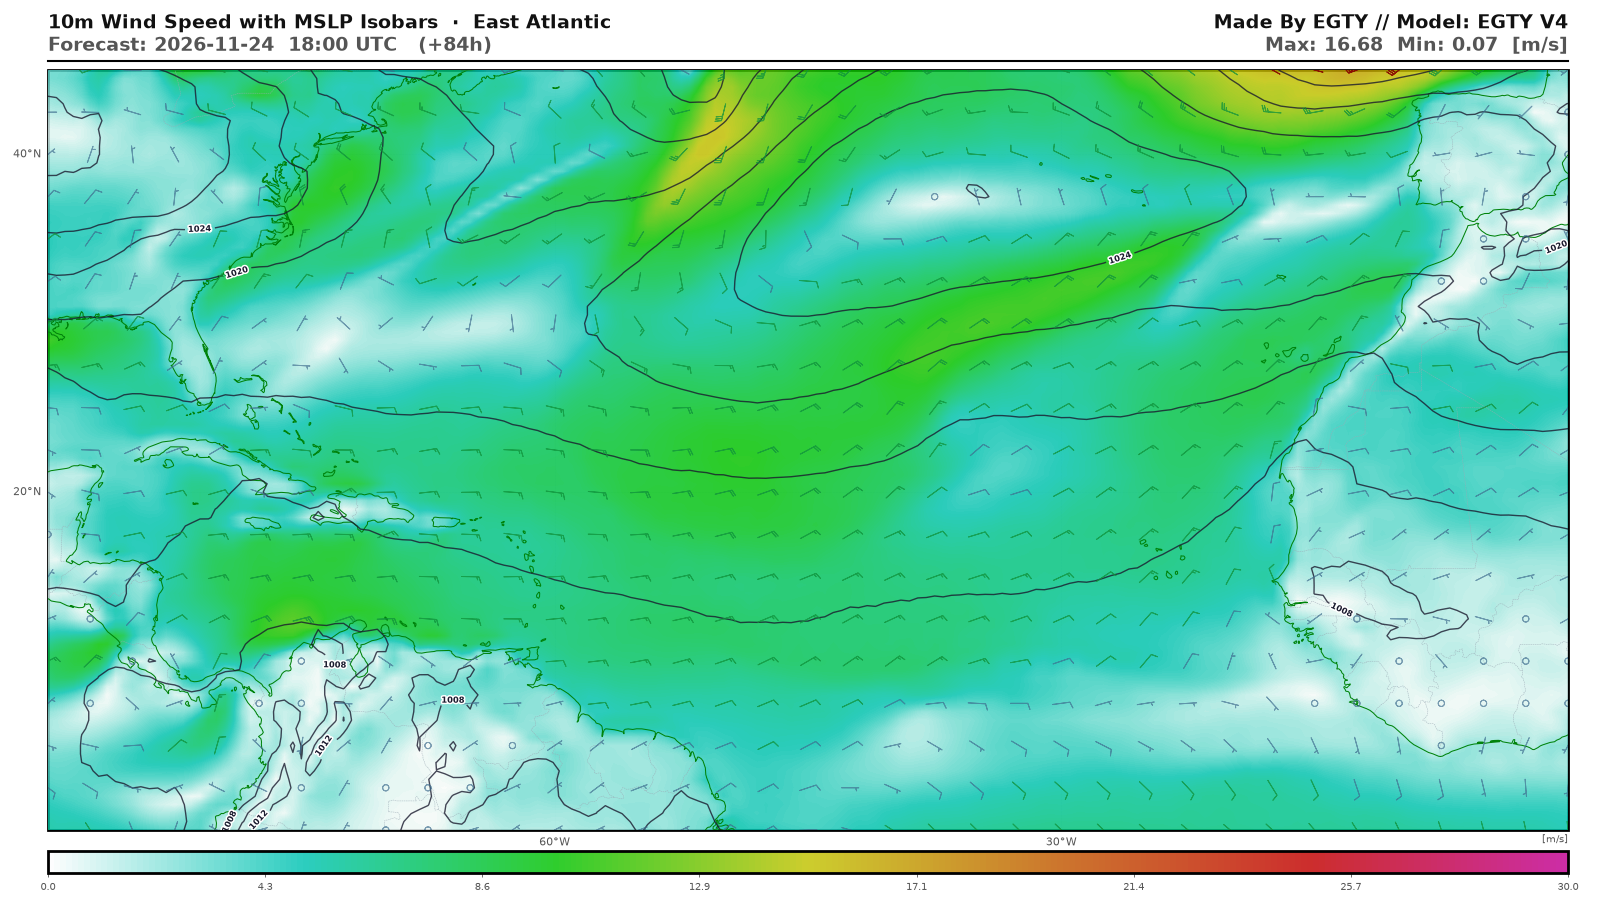 10m Wind Speed with MSLP Isobars · East Atlantic
Made By EGTY // Model: EGTY V4
Forecast: 2026-11-24 18:00 UTC (+84h)
Max: 16.68 Min: 0.07 [m/s]
40°N
1024
1020
1024
1020
20°N
1008
1008
1008
1012
1008
1012
60°W
30°W
[m/s]
0.0
4.3
8.6
12.9
17.1
21.4
25.7
30.0